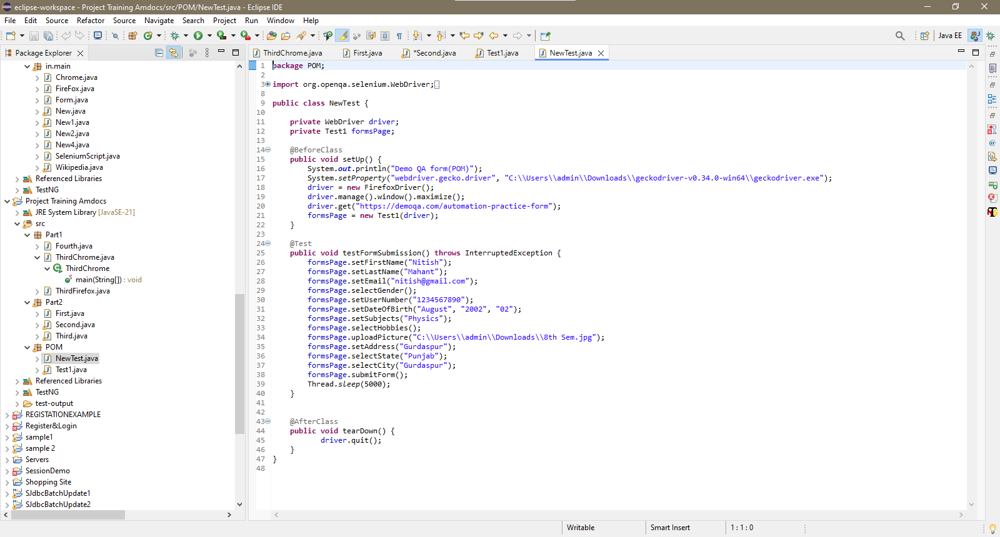 eclipse-workspace - Project Training Amdocs/src/POM/NewTest.java - Eclipse IDE
File Edit Source Refactor Source Navigate Search Project Run Window Help
Java EE
Package Explorer
ThirdChrome.java First.java *Second.java Test1.java NewTest.java
in.main
Chrome.java
FireFox.java
Form.java
New.java
New1.java
New2.java
New4.java
SeleniumScript.java
Wikipedia.java
Referenced Libraries
TestNG
Project Training Amdocs
JRE System Library [JavaSE-21]
src
Part1
Fourth.java
ThirdChrome.java
ThirdChrome
main(String[]) : void
ThirdFirefox.java
Part2
First.java
Second.java
Third.java
POM
NewTest.java
Test1.java
Referenced Libraries
TestNG
test-output
REGISTATIONEXAMPLE
Register&Login
sample1
sample 2
Servers
SessionDemo
Shopping Site
SJdbcBatchUpdate1
SJdbcBatchUpdate2
1 package POM;
2
3 import org.openqa.selenium.WebDriver;
8
9 public class NewTest {
10
11 private WebDriver driver;
12 private Test1 formsPage;
13
14 @BeforeClass
15 public void setUp() {
16 System.out.println("Demo QA form(POM)");
17 System.setProperty("webdriver.gecko.driver", "C:\\Users\\admin\\Downloads\\geckodriver-v0.34.0-win64\\geckodriver.exe");
18 driver = new FirefoxDriver();
19 driver.manage().window().maximize();
20 driver.get("https://demoqa.com/automation-practice-form");
21 formsPage = new Test1(driver);
22 }
23
24 @Test
25 public void testFormSubmission() throws InterruptedException {
26 formsPage.setFirstName("Nitish");
27 formsPage.setLastName("Mahant");
28 formsPage.setEmail("nitish@gmail.com");
29 formsPage.selectGender();
30 formsPage.setUserNumber("1234567890");
31 formsPage.setDateOfBirth("August", "2002", "02");
32 formsPage.setSubjects("Physics");
33 formsPage.selectHobbies();
34 formsPage.uploadPicture("C:\\Users\\admin\\Downloads\\8th Sem.jpg");
35 formsPage.setAddress("Gurdaspur");
36 formsPage.selectState("Punjab");
37 formsPage.selectCity("Gurdaspur");
38 formsPage.submitForm();
39 Thread.sleep(5000);
40 }
41
42
43 @AfterClass
44 public void tearDown() {
45 driver.quit();
46 }
47 }
48
Writable Smart Insert 1 : 1 : 0